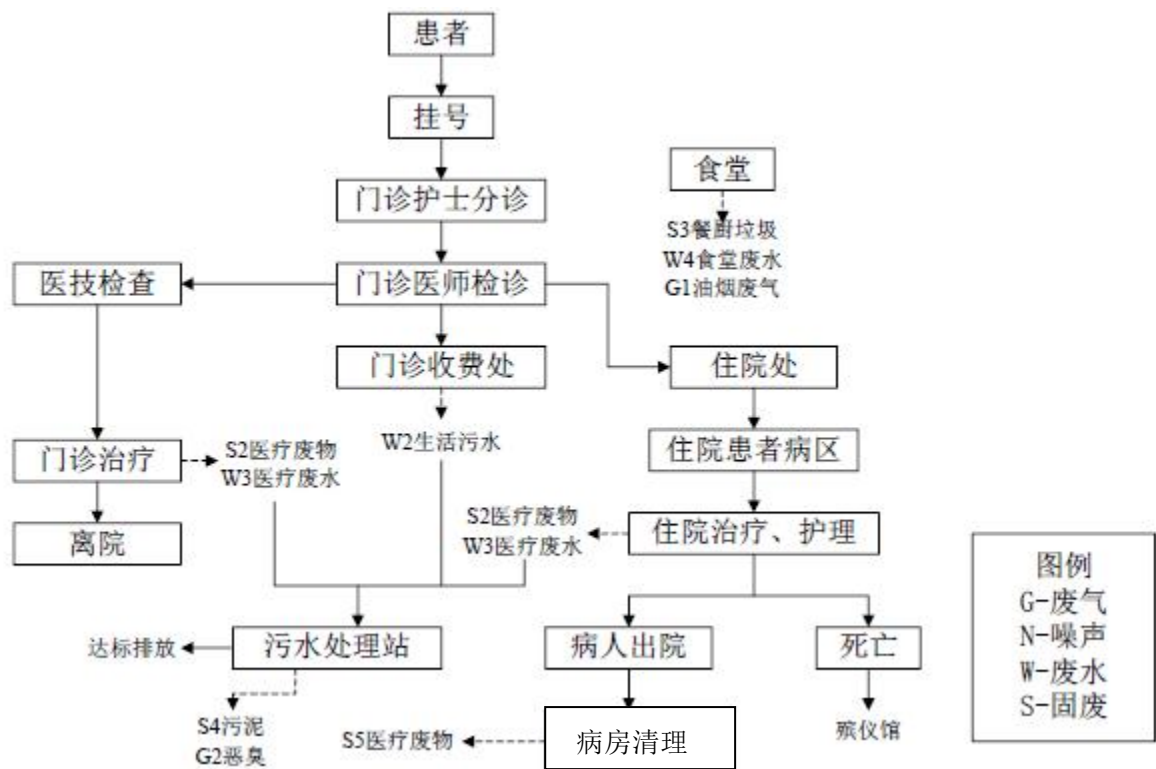 患者
挂号
食堂
门诊护士分诊
S3餐厨垃圾
W4食堂废水
G1油烟废气
医技检查
门诊医师检诊
门诊收费处
住院处
W2生活污水
住院患者病区
门诊治疗
S2医疗废物
W3医疗废水
S2医疗废物
W3医疗废水
住院治疗、护理
离院
图例
G-废气
N-噪声
W-废水
S-固废
达标排放
污水处理站
病人出院
死亡
S4污泥
G2恶臭
S5医疗废物
病房清理
殡仪馆